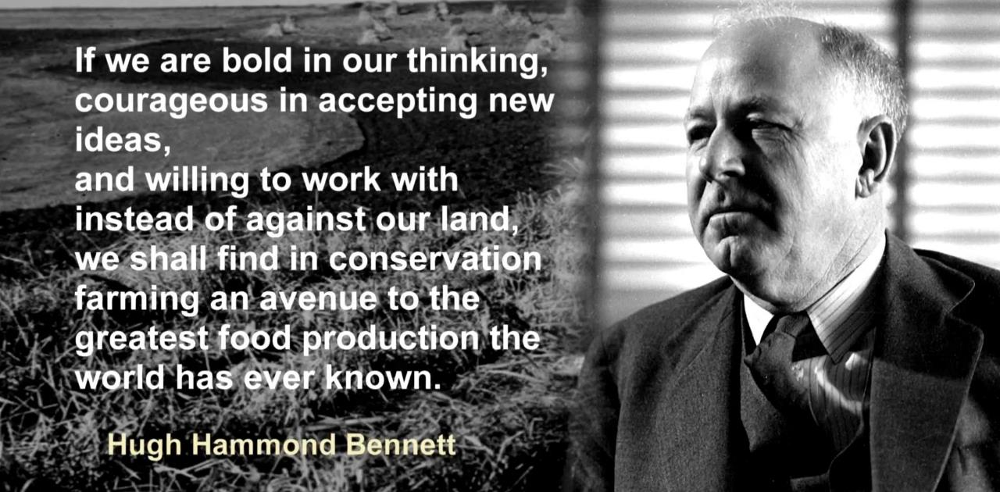 If we are bold in our thinking,
courageous in accepting new
ideas,
and willing to work with
instead of against our land,
we shall find in conservation
farming an avenue to the
greatest food production the
world has ever known.
Hugh Hammond Bennett